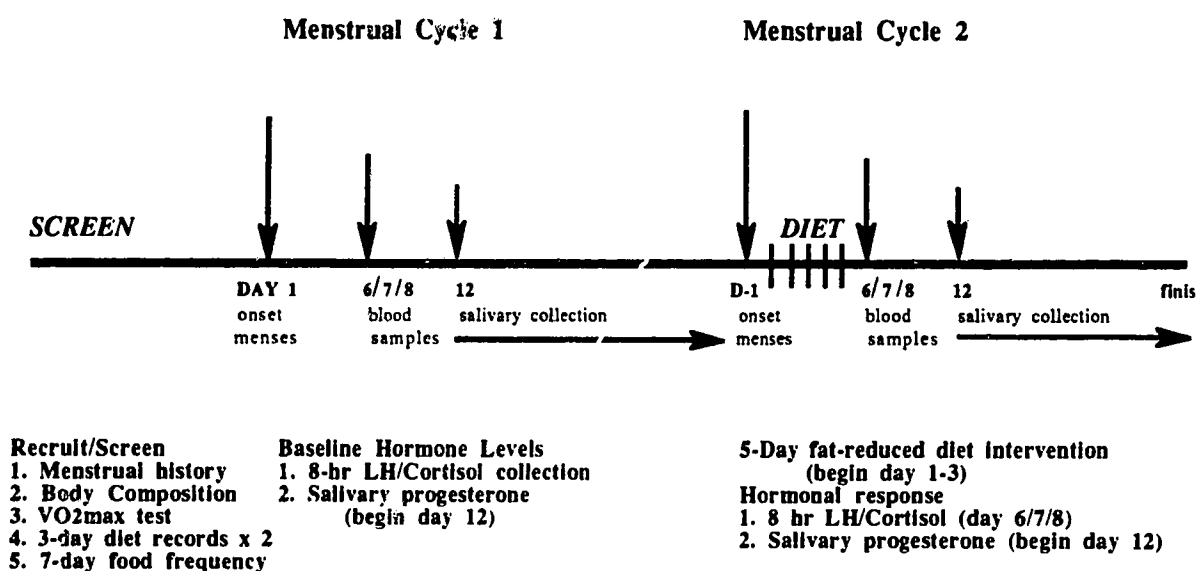 Menstrual Cycle 1
Menstrual Cycle 2
SCREEN
DIET
DAY 1
onset
menses
6/7/8
blood
samples
12
salivary collection
D-1
onset
menses
6/7/8
blood
samples
12
salivary collection
finis
Recruit/Screen
1. Menstrual history
2. Body Composition
3. VO2max test
4. 3-day diet records x 2
5. 7-day food frequency
Baseline Hormone Levels
1. 8-hr LH/Cortisol collection
2. Salivary progesterone
(begin day 12)
5-Day fat-reduced diet intervention
(begin day 1-3)
Hormonal response
1. 8 hr LH/Cortisol (day 6/7/8)
2. Salivary progesterone (begin day 12)